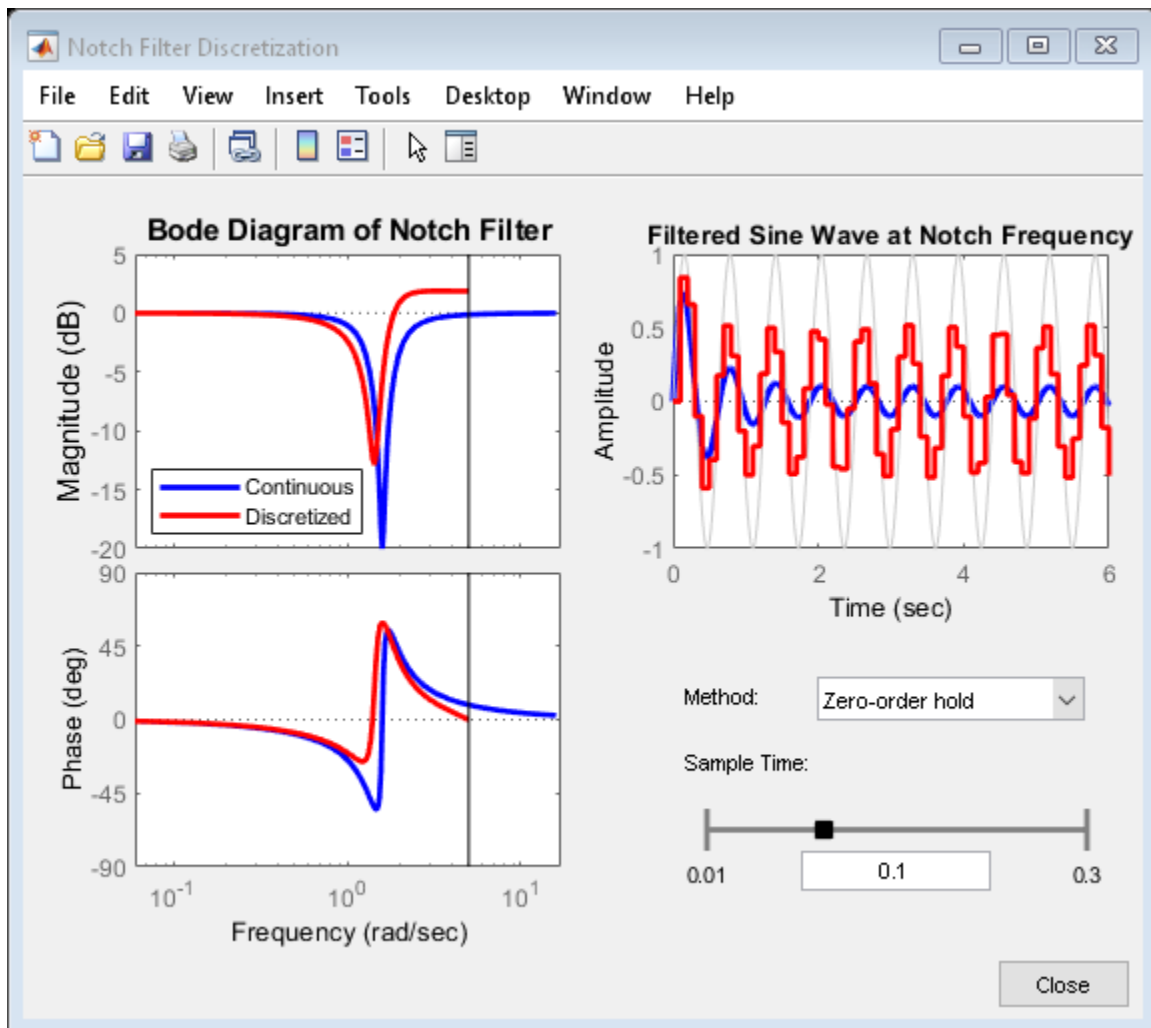 Notch Filter Discretization
File Edit View Insert Tools Desktop Window Help
Bode Diagram of Notch Filter
5
0
-5
-10
-15
-20
Magnitude (dB)
Continuous
Discretized
90
45
0
-45
-90
Phase (deg)
10-1 100 101
Frequency (rad/sec)
Filtered Sine Wave at Notch Frequency
1
0.5
0
-0.5
-1
Amplitude
0 2 4 6
Time (sec)
Method: Zero-order hold
Sample Time:
0.01 0.1 0.3
Close